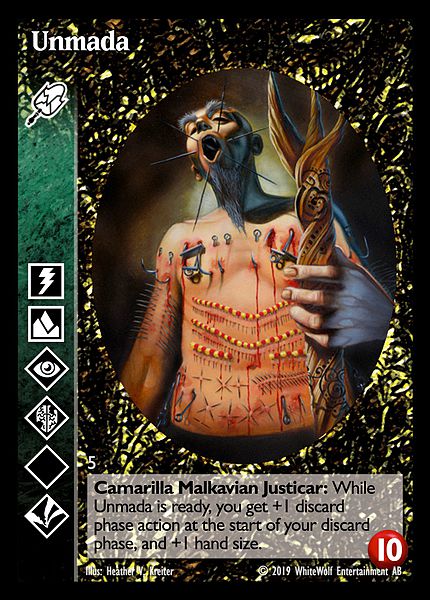 Unmada
5
Camarilla Malkavian Justicar: While
Unmada is ready, you get +1 discard
phase action at the start of your discard
phase, and +1 hand size.
10
Illus: Heather V. Kreiter © 2019 WhiteWolf Entertainment AB